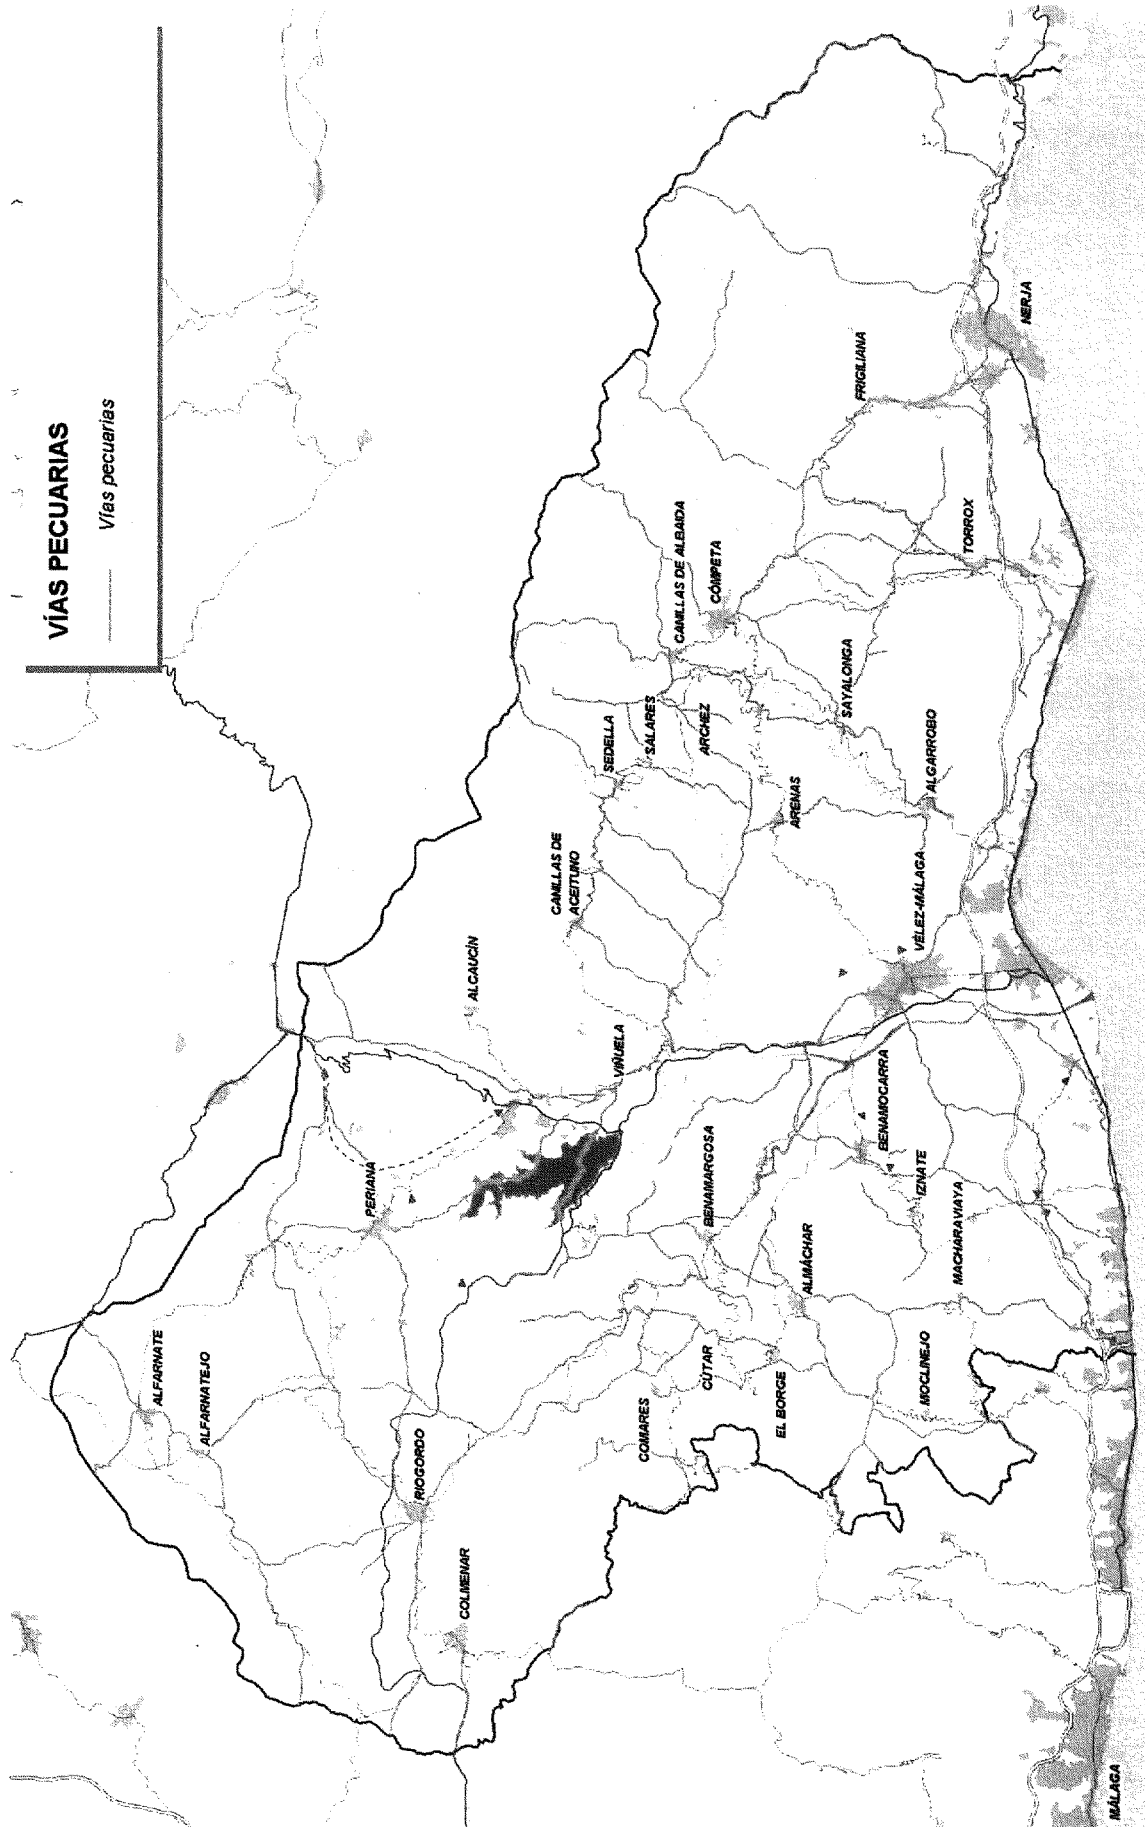 VÍAS PECUARIAS
Vías pecuarias
ALFARNATE
ALFARNATEJO
PERIANA
RIOGORDO
COLMENAR
ALCAUCÍN
VIÑUELA
CANILLAS DE
ACEITUNO
SEDELLA
SALARES
ARCHEZ
CANILLAS DE ALBAIDA
CÓMPETA
FRIGILIANA
NERJA
TORROX
SAYALONGA
ALGARROBO
ARENAS
VÉLEZ-MÁLAGA
BENAMOCARRA
IZNATE
BENAMARGOSA
ALMÁCHAR
MACHARAVIAYA
COMARES
CÚTAR
EL BORGE
MOCLINEJO
MÁLAGA